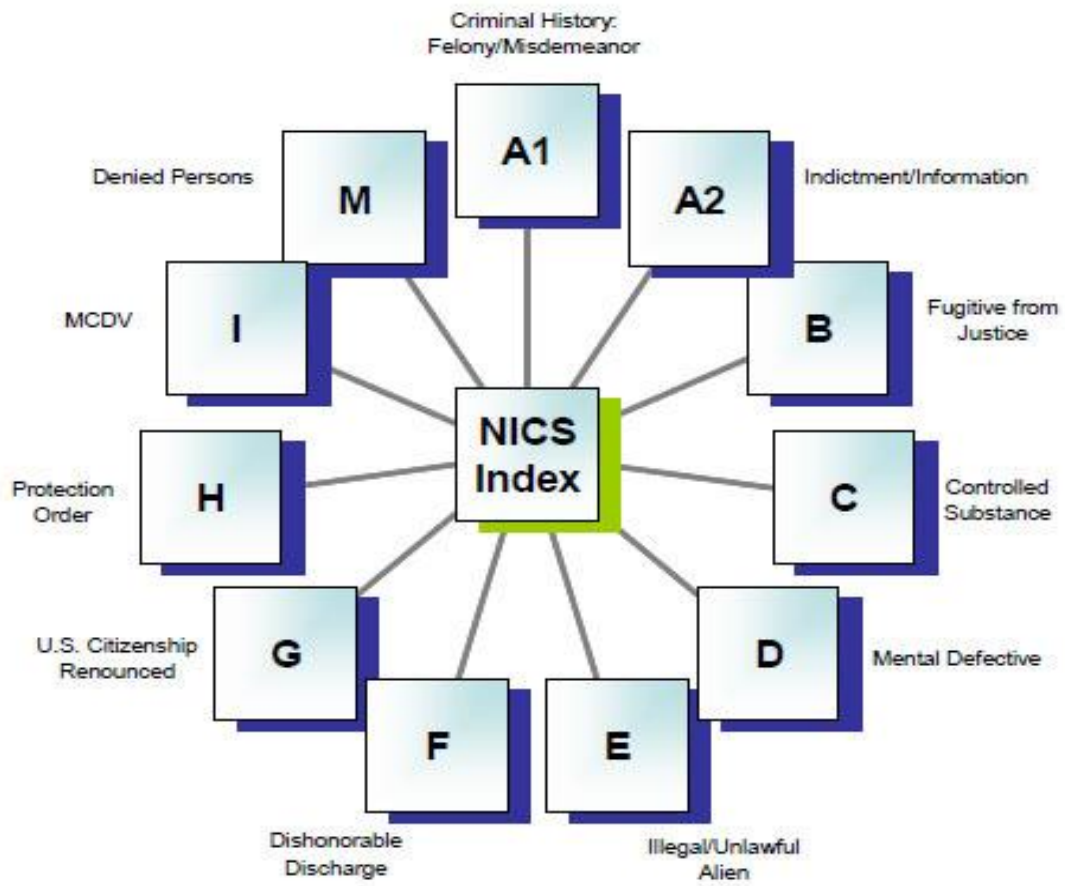 Criminal History:
Felony/Misdemeanor
A1
Denied Persons
M
A2
Indictment/Information
MCDV
I
B
Fugitive from
Justice
NICS
Index
Protection
Order
H
C
Controlled
Substance
U.S. Citizenship
Renounced
G
D
Mental Defective
F
E
Dishonorable
Discharge
Illegal/Unlawful
Alien